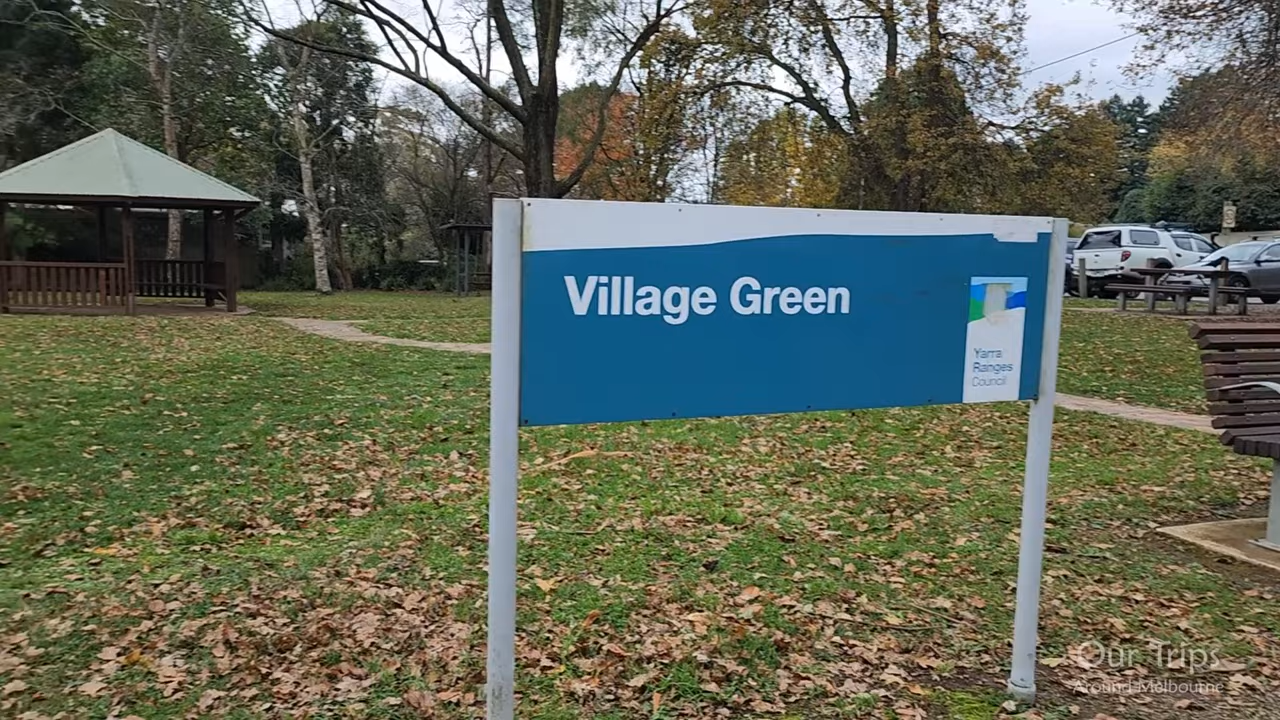 Village Green
Yarra
Ranges
Council
Our Trips
Around Melbourne